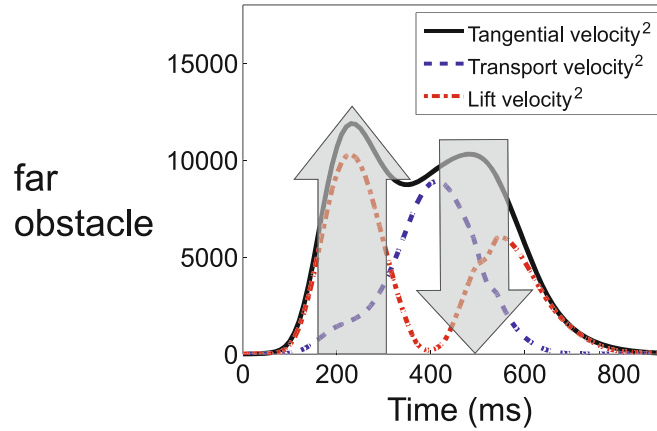 Tangential velocity²
Transport velocity²
Lift velocity²
15000
10000
5000
0
far
obstacle
0 200 400 600 800
Time (ms)